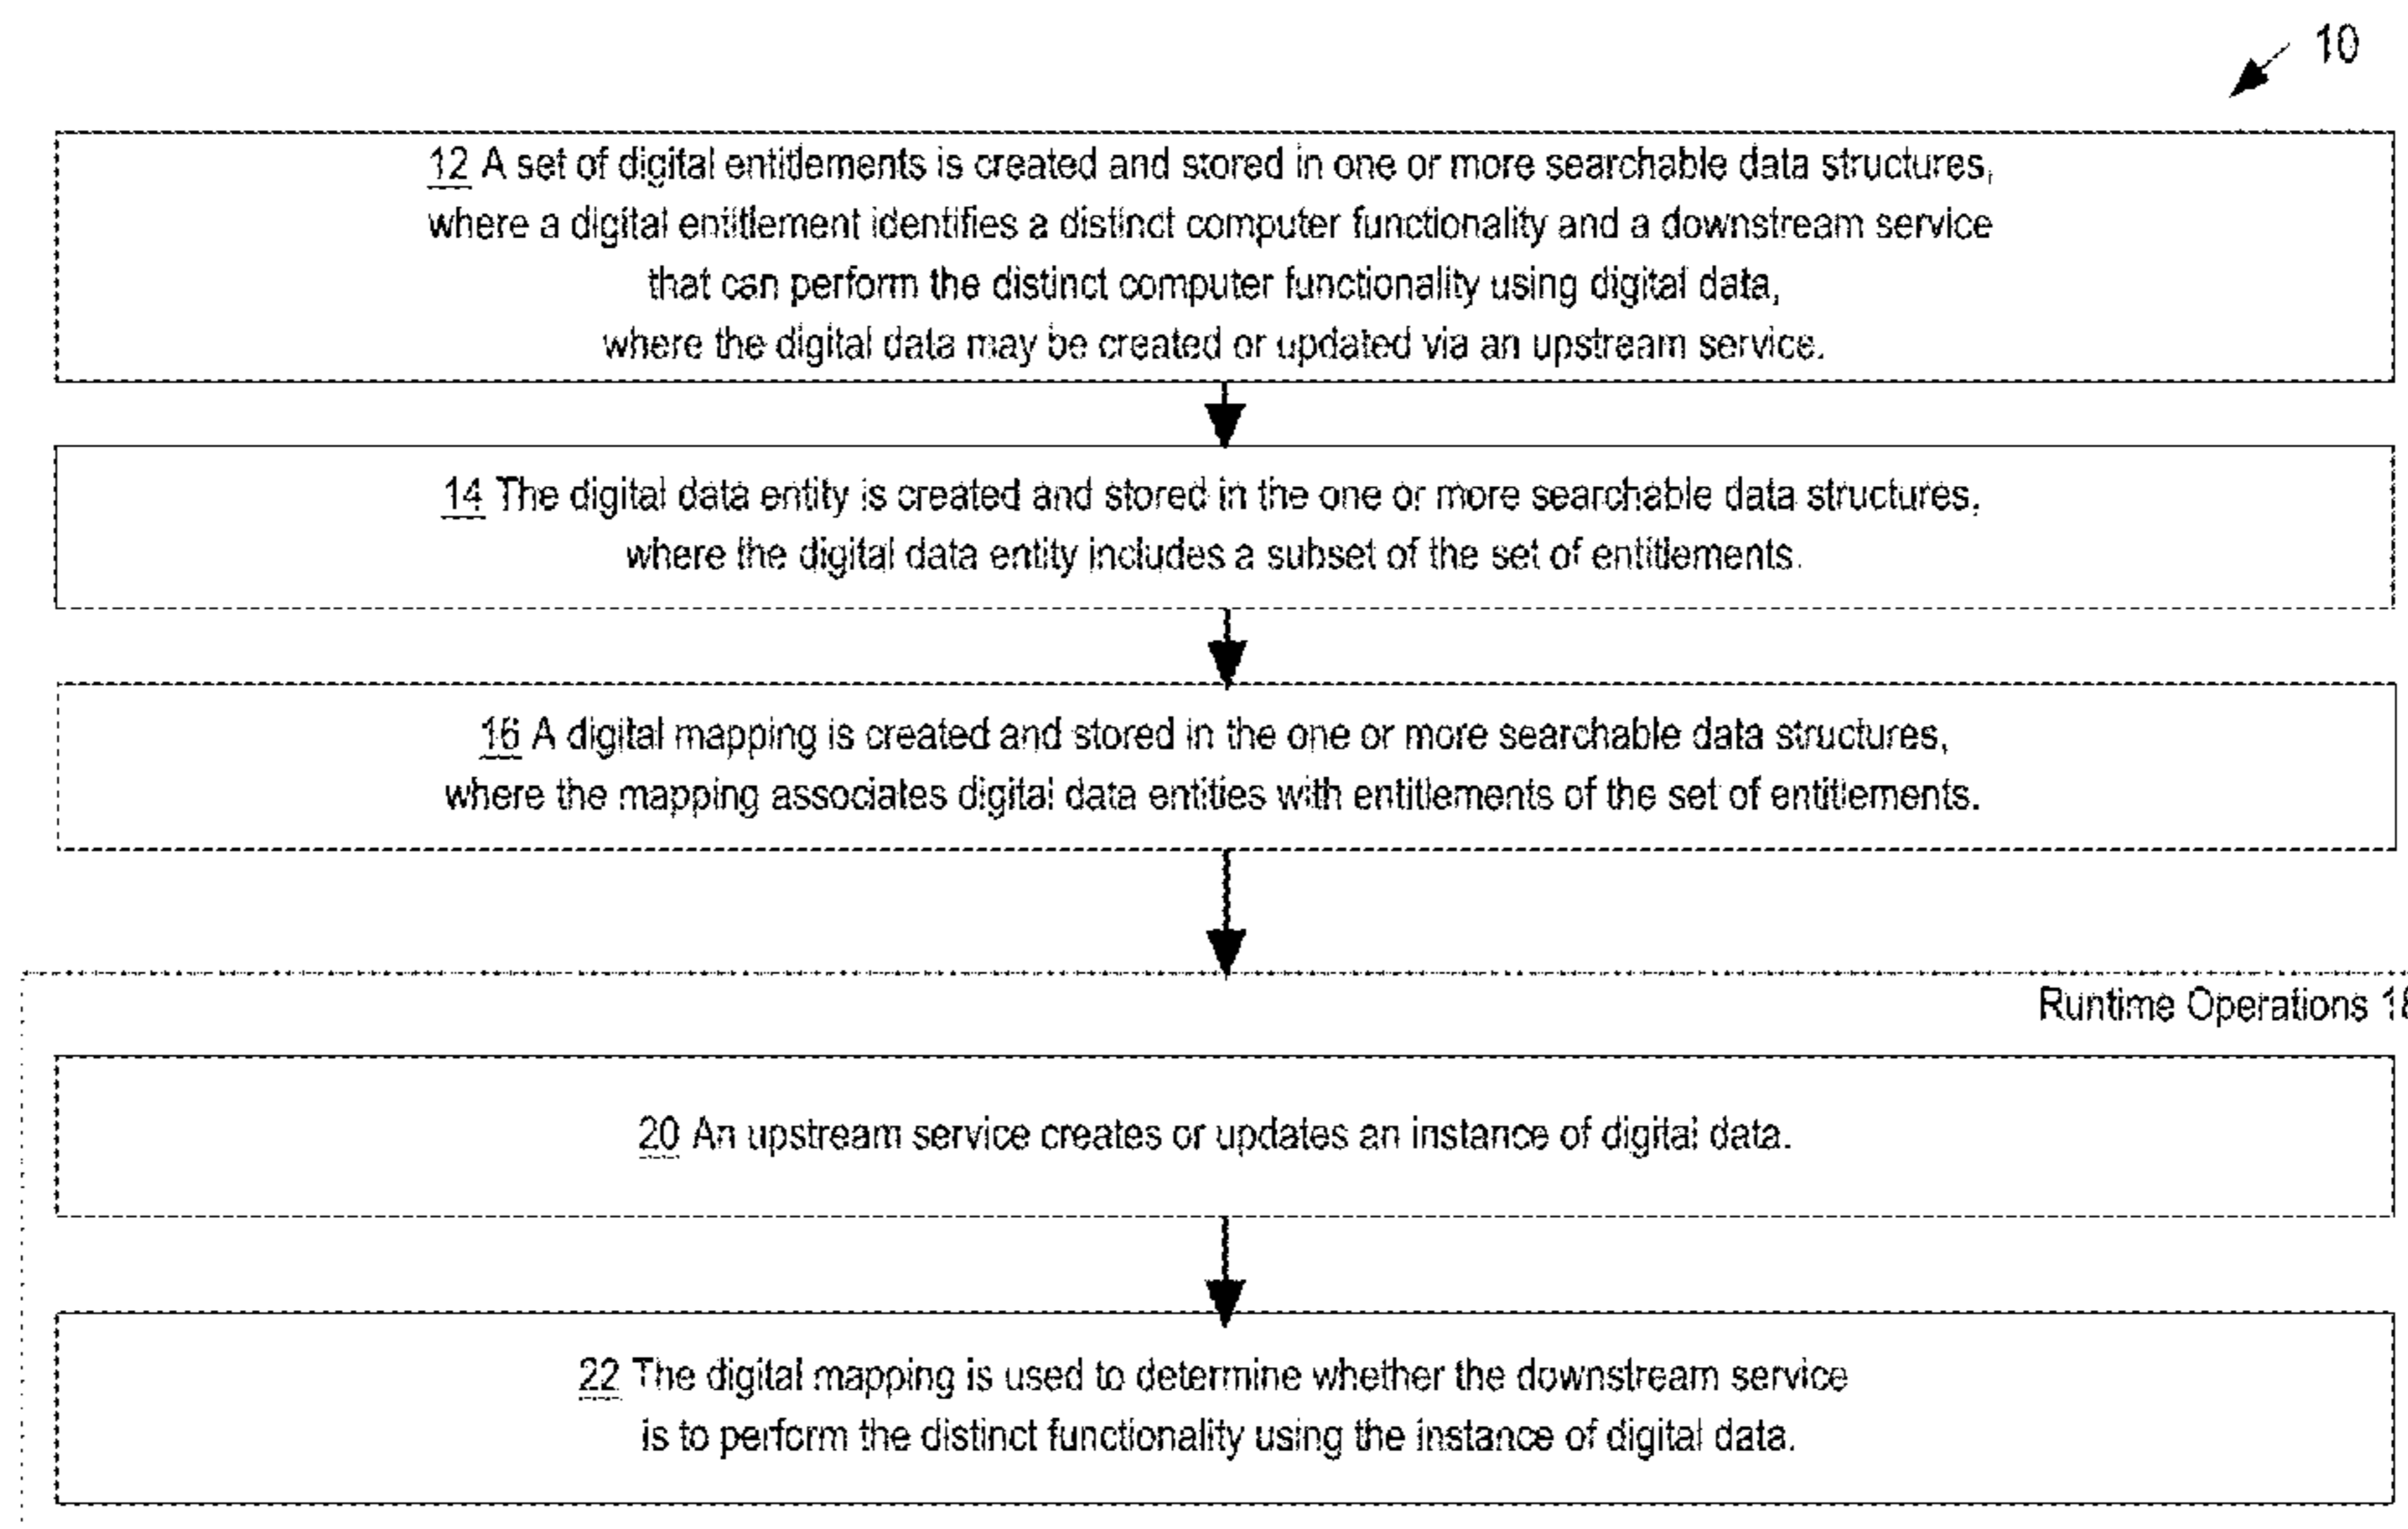 10
12 A set of digital entitlements is created and stored in one or more searchable data structures,
where a digital entitlement identifies a distinct computer functionality and a downstream service
that can perform the distinct computer functionality using digital data,
where the digital data may be created or updated via an upstream service.
14 The digital data entity is created and stored in the one or more searchable data structures,
where the digital data entity includes a subset of the set of entitlements.
16 A digital mapping is created and stored in the one or more searchable data structures,
where the mapping associates digital data entities with entitlements of the set of entitlements.
Runtime Operations 18
20 An upstream service creates or updates an instance of digital data.
22 The digital mapping is used to determine whether the downstream service
is to perform the distinct functionality using the instance of digital data.